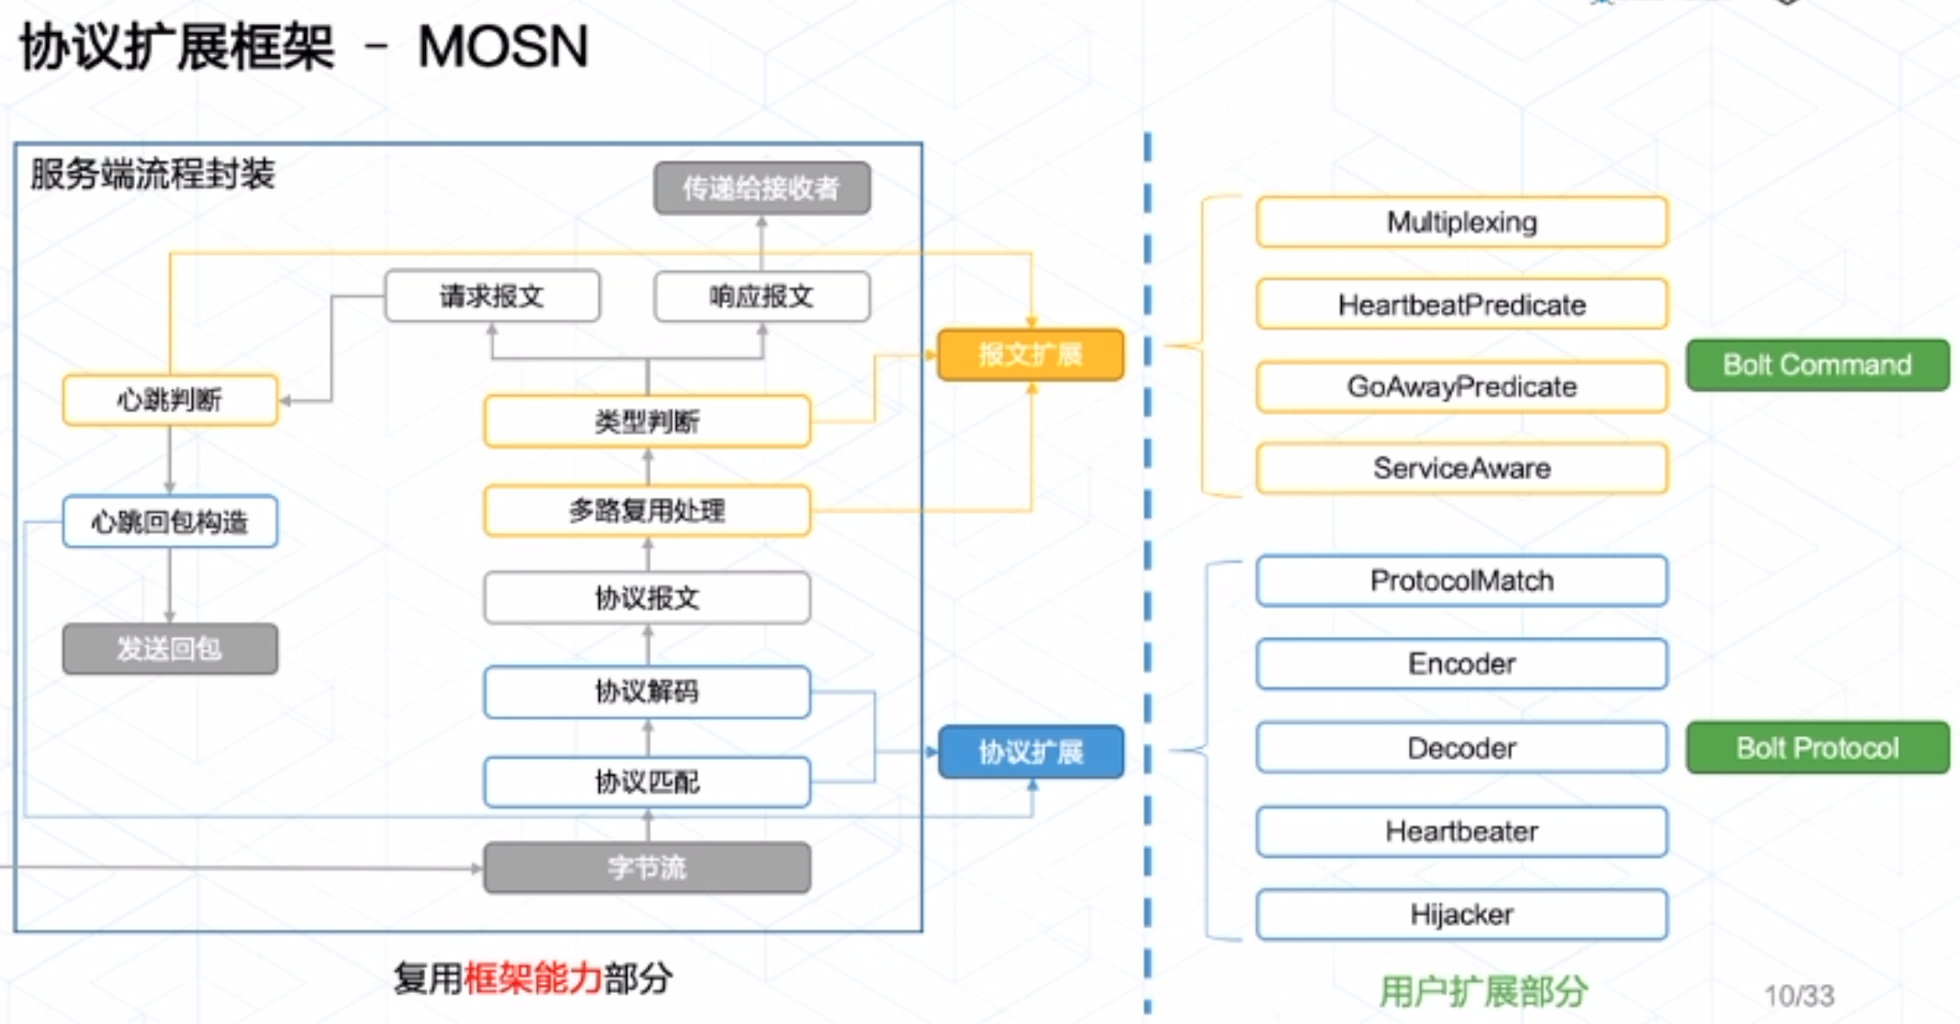 协议扩展框架 - MOSN
服务端流程封装
传递给接收者
请求报文
响应报文
心跳判断
类型判断
报文扩展
心跳回包构造
多路复用处理
协议报文
发送回包
协议解码
协议扩展
协议匹配
字节流
复用框架能力部分
Multiplexing
HeartbeatPredicate
GoAwayPredicate
ServiceAware
Bolt Command
ProtocolMatch
Encoder
Decoder
Heartbeater
Hijacker
Bolt Protocol
用户扩展部分
10/33